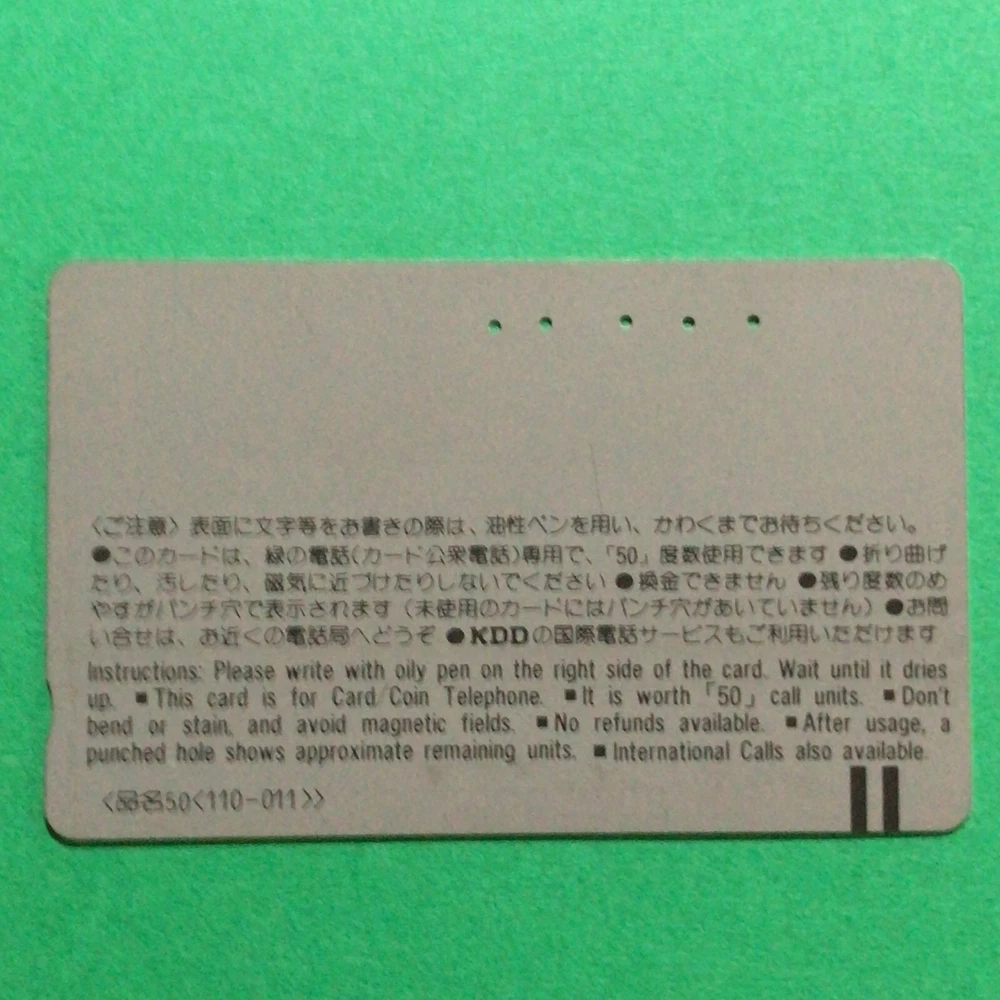 〈ご注意〉表面に文字等をお書きの際は、油性ペンを用い、かわくまでお待ちください。
●このカードは、緑の電話(カード公衆電話)専用で、「50」度数使用できます ●折り曲げ
たり、汚したり、磁気に近づけたりしないでください ●換金できません ●残り度数のめ
やすがパンチ穴で表示されます(未使用のカードにはパンチ穴があいていません) ●お問
い合せは、お近くの電話局へどうぞ ●KDDの国際電話サービスもご利用いただけます
Instructions: Please write with oily pen on the right side of the card. Wait until it dries
up. ■This card is for Card/Coin Telephone. ■It is worth「50」call units. ■Don't
bend or stain, and avoid magnetic fields. ■No refunds available. ■After usage, a
punched hole shows approximate remaining units. ■International Calls also available.
<品名50<110-011>>